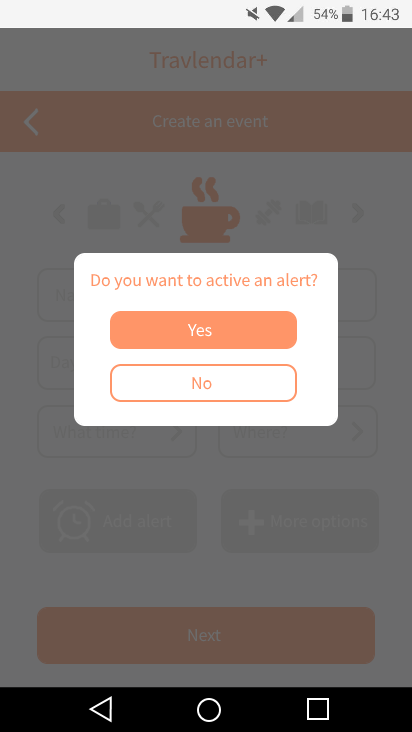 54% 16:43
Travlendar+
Create an event
Do you want to active an alert?
Yes
No
What time?
Where?
Add alert
More options
Next